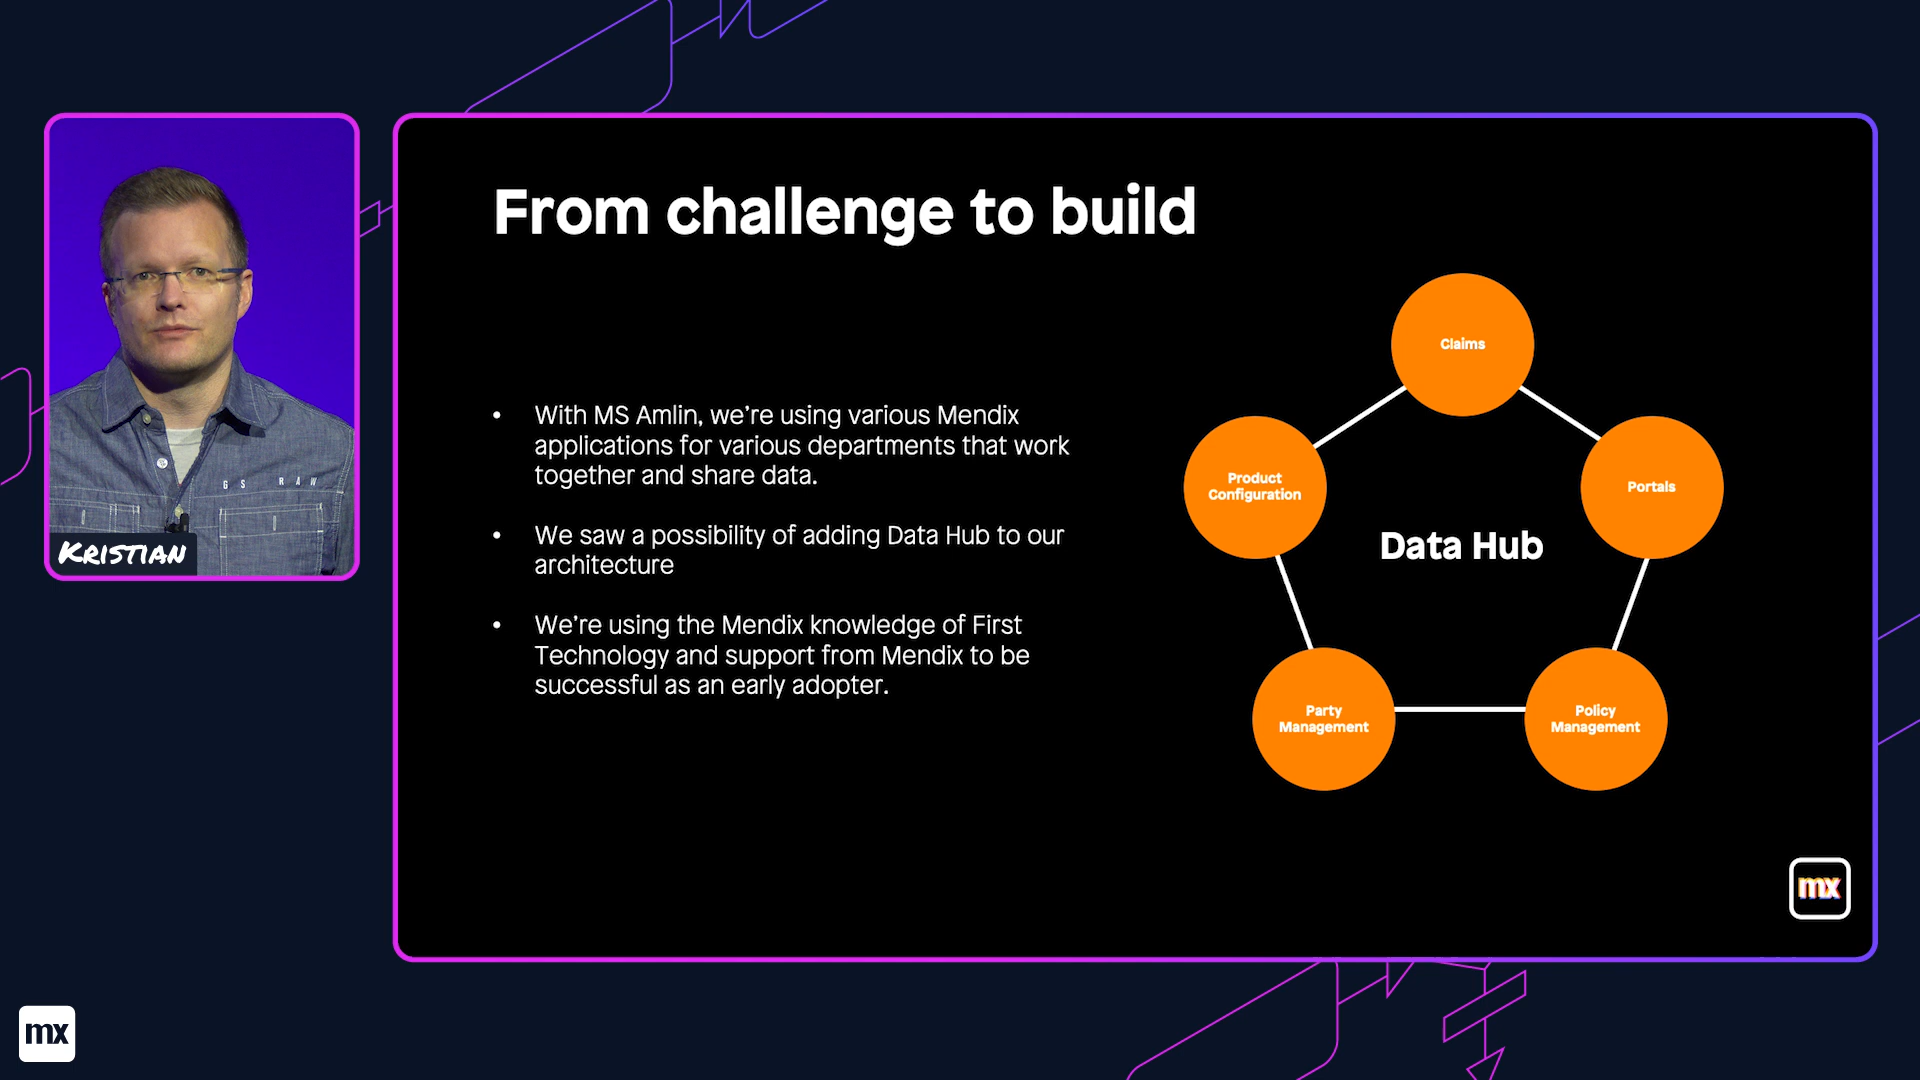 From challenge to build
• With MS Amlin, we're using various Mendix
applications for various departments that work
together and share data.
• We saw a possibility of adding Data Hub to our
architecture
• We're using the Mendix knowledge of First
Technology and support from Mendix to be
successful as an early adopter.
Claims
Product
Configuration
Portals
Data Hub
Party
Management
Policy
Management
mx
GS RAW
KRISTIAN
mx